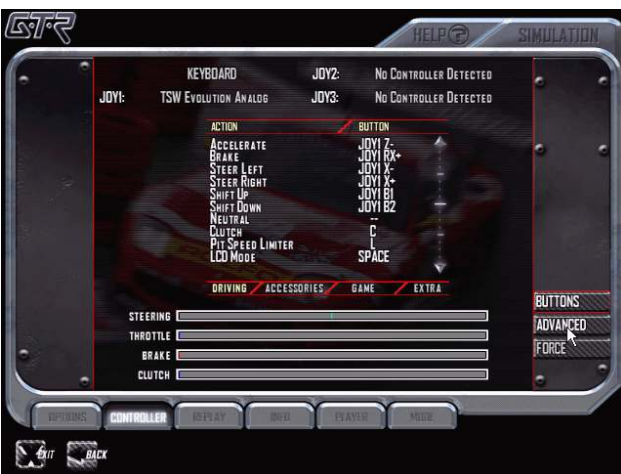 GTR
HELP ? SIMULATION
KEYBOARD JOY2: NO CONTROLLER DETECTED
JOY1: TSW EVOLUTION ANALOG JOY3: NO CONTROLLER DETECTED
ACTION BUTTON
ACCELERATE JOY1 Z-
BRAKE JOY1 RX+
STEER LEFT JOY1 X-
STEER RIGHT JOY1 X+
SHIFT UP JOY1 B1
SHIFT DOWN JOY1 B2
NEUTRAL --
CLUTCH C
PIT SPEED LIMITER L
LCD MODE SPACE
DRIVING ACCESSORIES GAME EXTRA
BUTTONS
STEERING
ADVANCED
THROTTLE
FORCE
BRAKE
CLUTCH
OPTIONS CONTROLLER REPLAY INFO PLAYER MODE
EXIT BACK